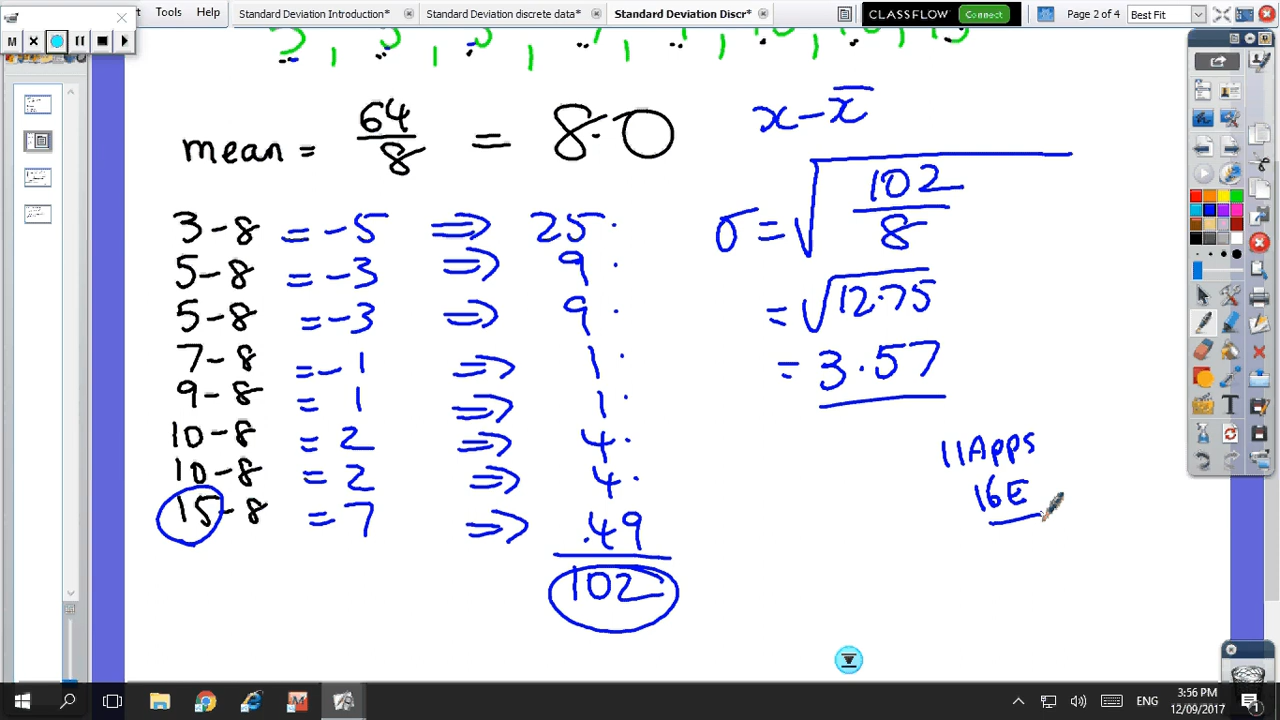 Tools Help Standard Deviation Introduction* Standard Deviation discrete data* Standard Deviation Discr* CLASSFLOW Connect Page 2 of 4 Best Fit
M
mean = 64/8 = 8.0
x - x̄
3-8 = -5 ⇒ 25
5-8 = -3 ⇒ 9
5-8 = -3 ⇒ 9
7-8 = -1 ⇒ 1
9-8 = 1 ⇒ 1
10-8 = 2 ⇒ 4
10-8 = 2 ⇒ 4
15-8 = 7 ⇒ 49
102
σ = √102/8
= √12.75
= 3.57
11APPS
16E
T
ENG
3:56 PM
12/09/2017